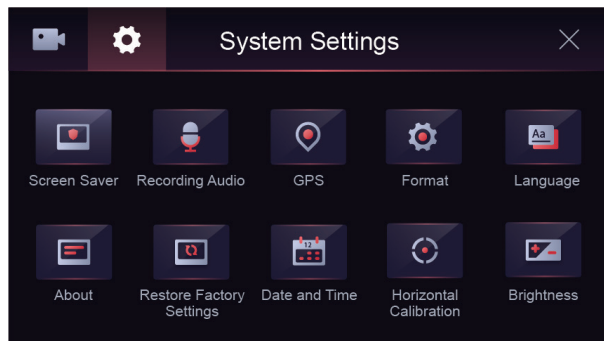 System Settings
Screen Saver
Recording Audio
GPS
Format
Aa
Language
About
Restore Factory
Settings
12
Date and Time
Horizontal
Calibration
Brightness